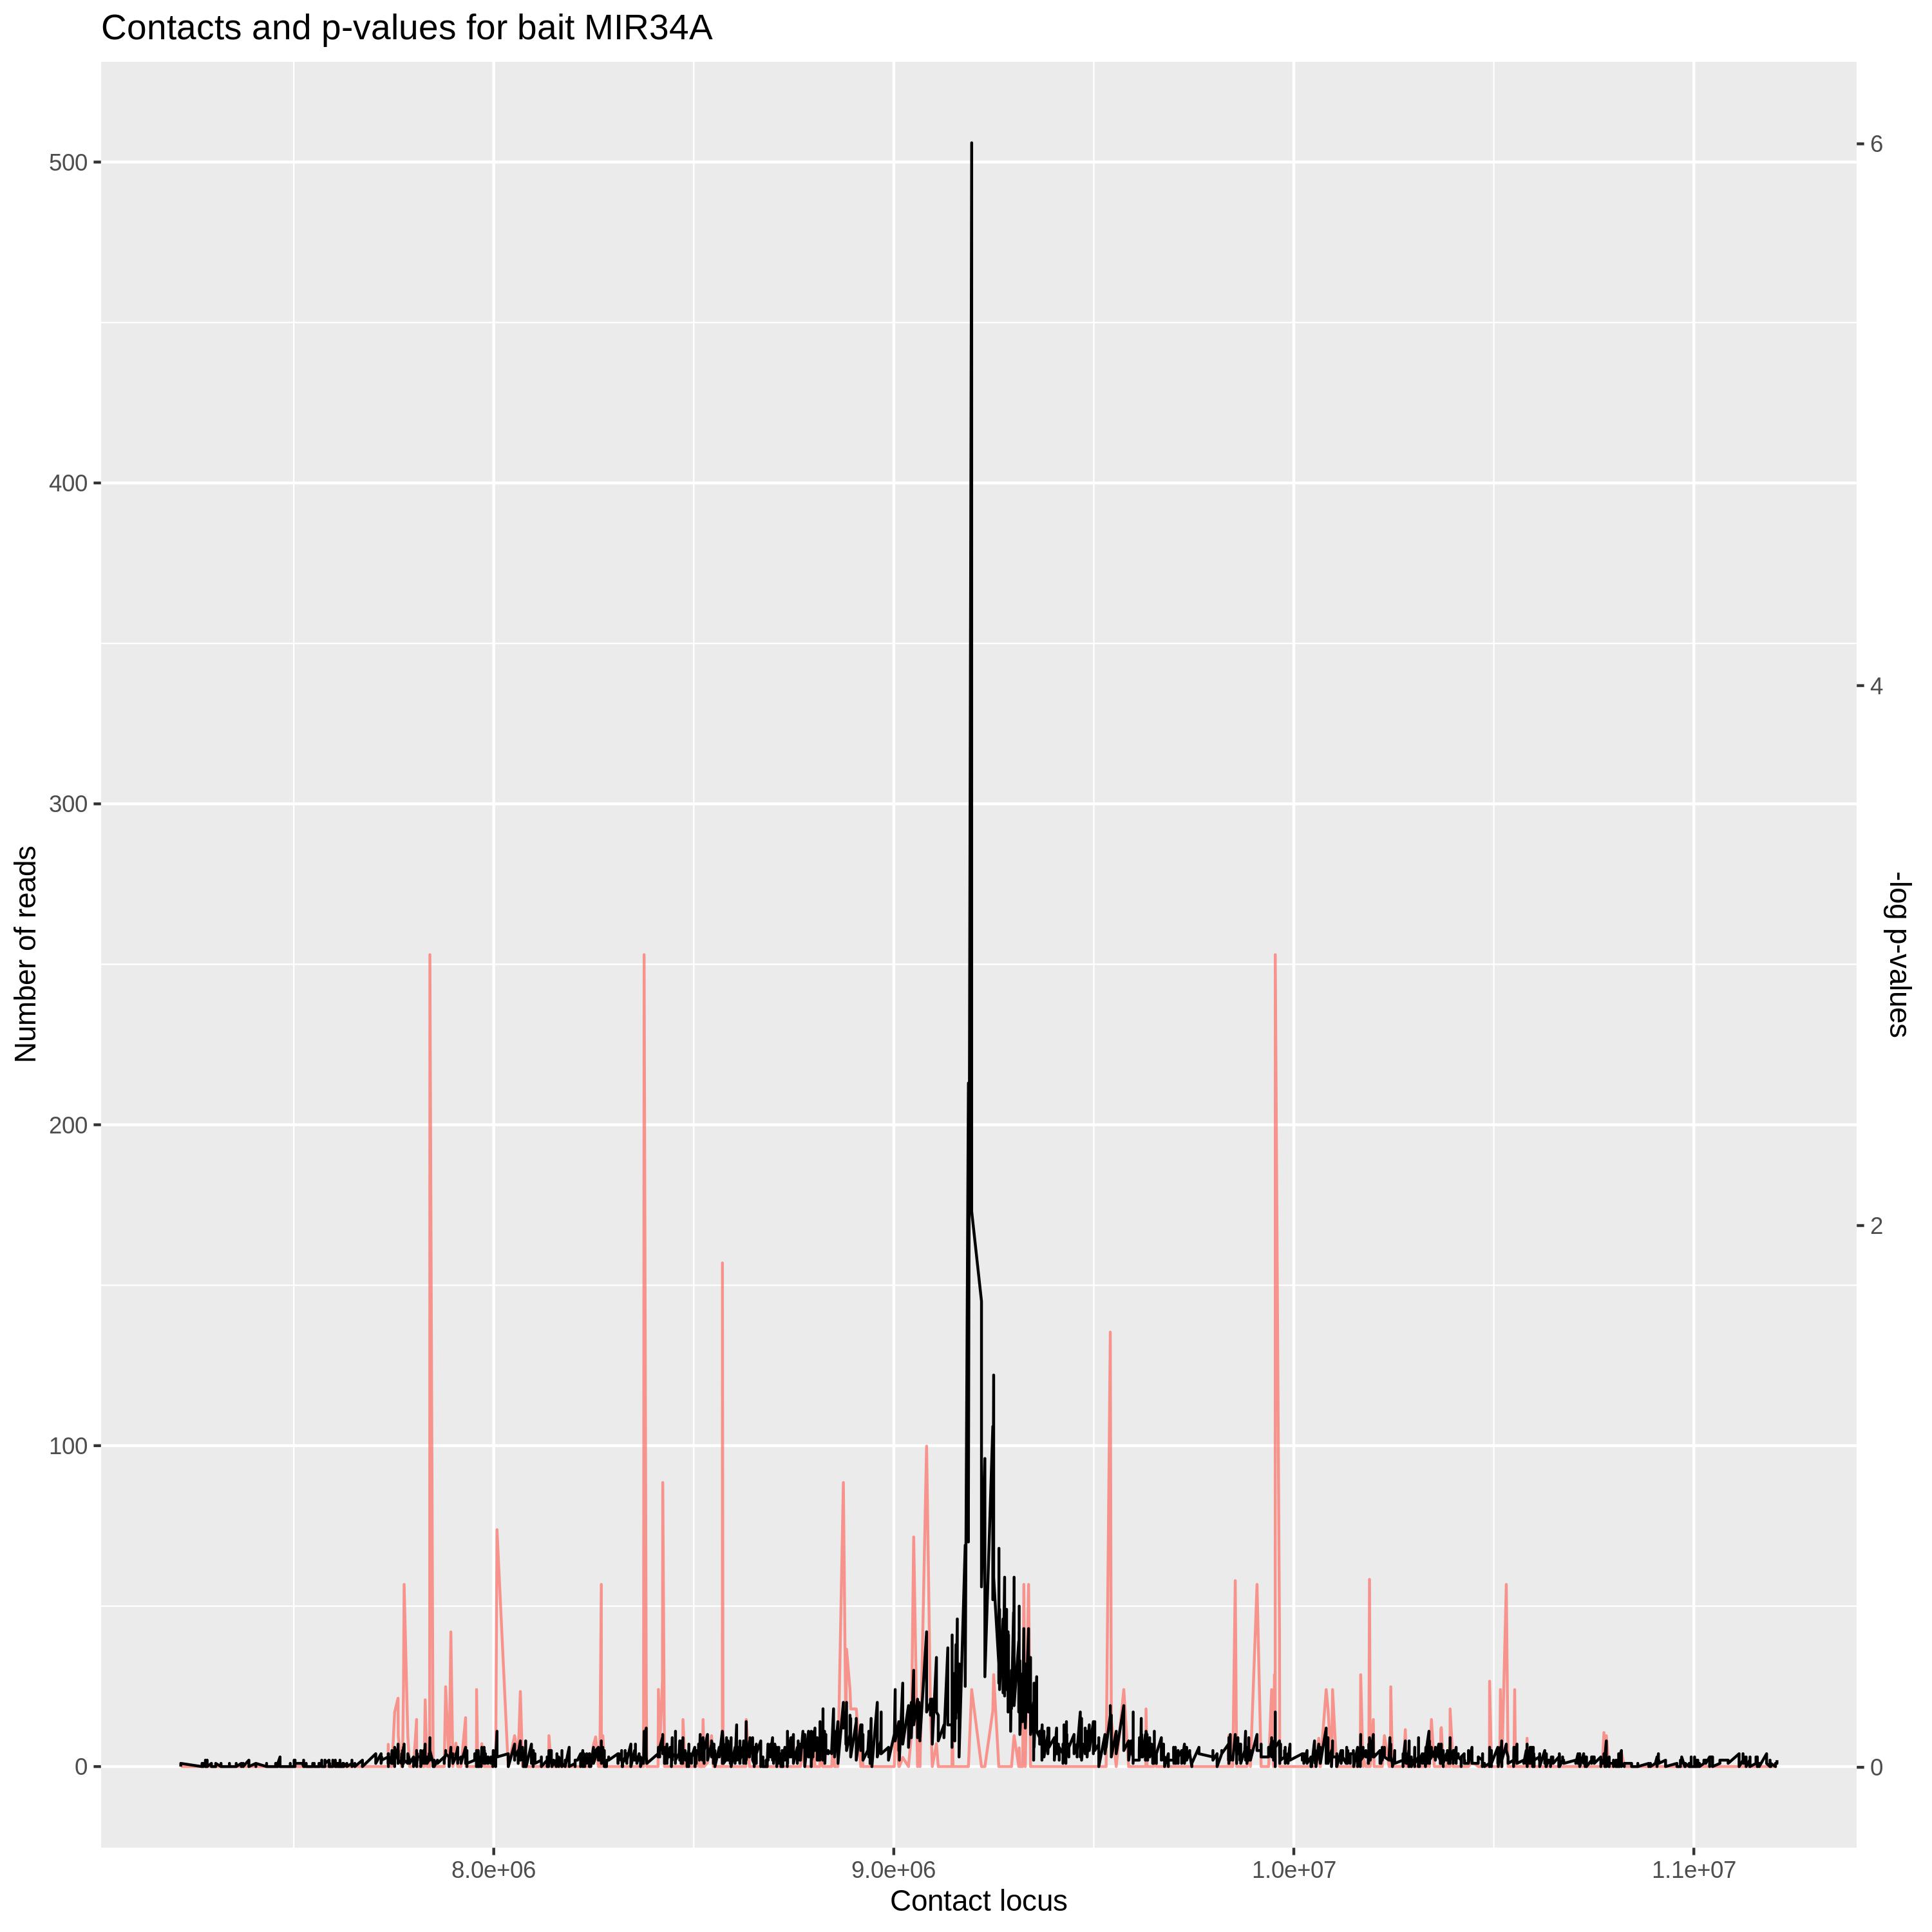 Contacts and p-values for bait MIR34A
500
400
300
200
100
0
Number of reads
6
4
2
0
-log p-values
8.0e+06
9.0e+06
1.0e+07
1.1e+07
Contact locus